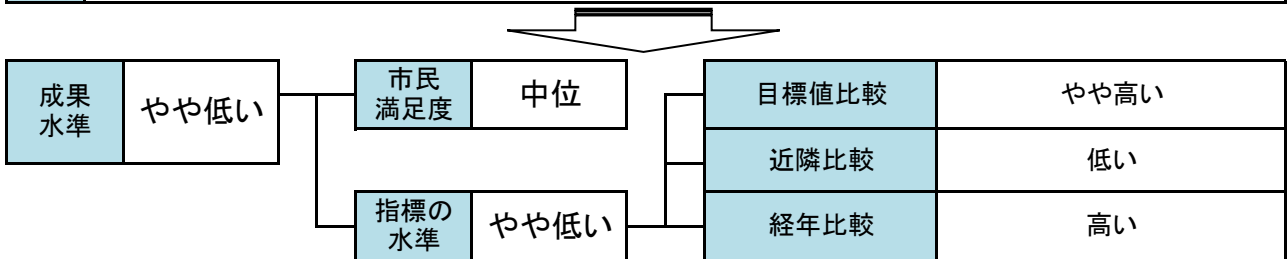 成果
水準
やや低い
市民
満足度
中位
指標の
水準
やや低い
目標値比較
やや高い
近隣比較
低い
経年比較
高い